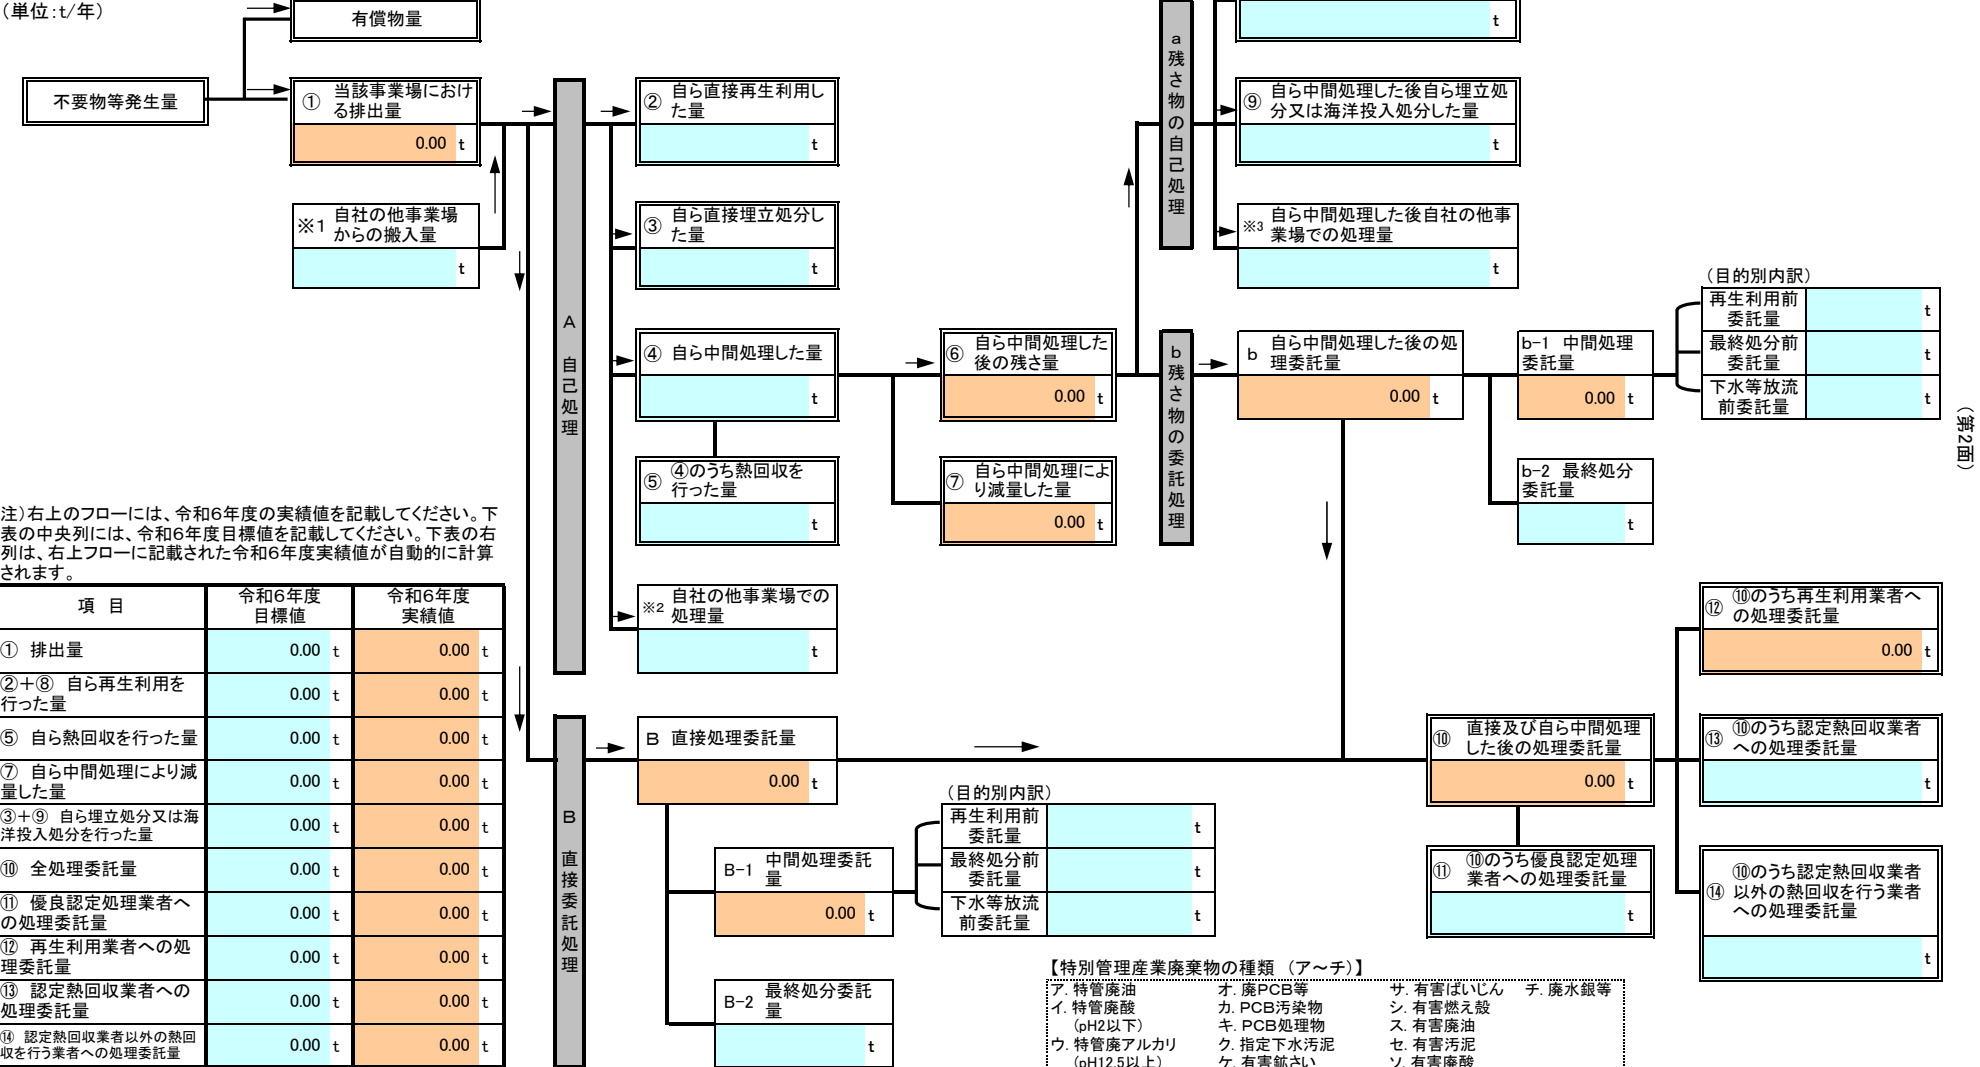 （単位:t/年）
有償物量
不要物等発生量
① 当該事業場におけ
る排出量
0.00 t
※1 自社の他事業場
からの搬入量
t
A 自己処理
② 自ら直接再生利用し
た量
t
③ 自ら直接埋立処分し
た量
t
④ 自ら中間処理した量
t
⑤ ④のうち熱回収を
行った量
t
※2 自社の他事業場での
処理量
t
⑥ 自ら中間処理した
後の残さ量
0.00 t
⑦ 自ら中間処理によ
り減量した量
0.00 t
a 残さ物の自己処理
t
⑨ 自ら中間処理した後自ら埋立処
分又は海洋投入処分した量
t
※3 自ら中間処理した後自社の他事
業場での処理量
t
b 残さ物の委託処理
b 自ら中間処理した後の処
理委託量
0.00 t
b-1 中間処理
委託量
0.00 t
（目的別内訳）
再生利用前
委託量
t
最終処分前
委託量
t
下水等放流
前委託量
t
b-2 最終処分
委託量
t
（第2面）
注）右上のフローには、令和6年度の実績値を記載してください。下
表の中央列には、令和6年度目標値を記載してください。下表の右
列は、右上フローに記載された令和6年度実績値が自動的に計算
されます。
項 目 令和6年度
目標値 令和6年度
実績値
① 排出量 0.00 t 0.00 t
②＋⑧ 自ら再生利用を
行った量 0.00 t 0.00 t
⑤ 自ら熱回収を行った量 0.00 t 0.00 t
⑦ 自ら中間処理により減
量した量 0.00 t 0.00 t
③＋⑨ 自ら埋立処分又は海
洋投入処分を行った量 0.00 t 0.00 t
⑩ 全処理委託量 0.00 t 0.00 t
⑪ 優良認定処理業者へ
の処理委託量 0.00 t 0.00 t
⑫ 再生利用業者への処
理委託量 0.00 t 0.00 t
⑬ 認定熱回収業者への
処理委託量 0.00 t 0.00 t
⑭ 認定熱回収業者以外の熱回
収を行う業者への処理委託量 0.00 t 0.00 t
B 直接委託処理
B 直接処理委託量
0.00 t
B-1 中間処理委託
量
0.00 t
（目的別内訳）
再生利用前
委託量
t
最終処分前
委託量
t
下水等放流
前委託量
t
B-2 最終処分委託
量
t
⑩ 直接及び自ら中間処理
した後の処理委託量
0.00 t
⑪ ⑩のうち優良認定処理
業者への処理委託量
t
⑫ ⑩のうち再生利用業者へ
の処理委託量
0.00 t
⑬ ⑩のうち認定熱回収業者
への処理委託量
t
⑭ ⑩のうち認定熱回収業者
以外の熱回収を行う業者
への処理委託量
t
【特別管理産業廃棄物の種類 （ア～チ）】
ア. 特管廃油 オ. 廃PCB等 サ. 有害ばいじん チ. 廃水銀等
イ. 特管廃酸 カ. PCB汚染物 シ. 有害燃え殻
（pH2以下） キ. PCB処理物 ス. 有害廃油
ウ. 特管廃アルカリ ク. 指定下水汚泥 セ. 有害汚泥
（pH12.5以上） ケ. 有害鉱さい ソ. 有害廃酸